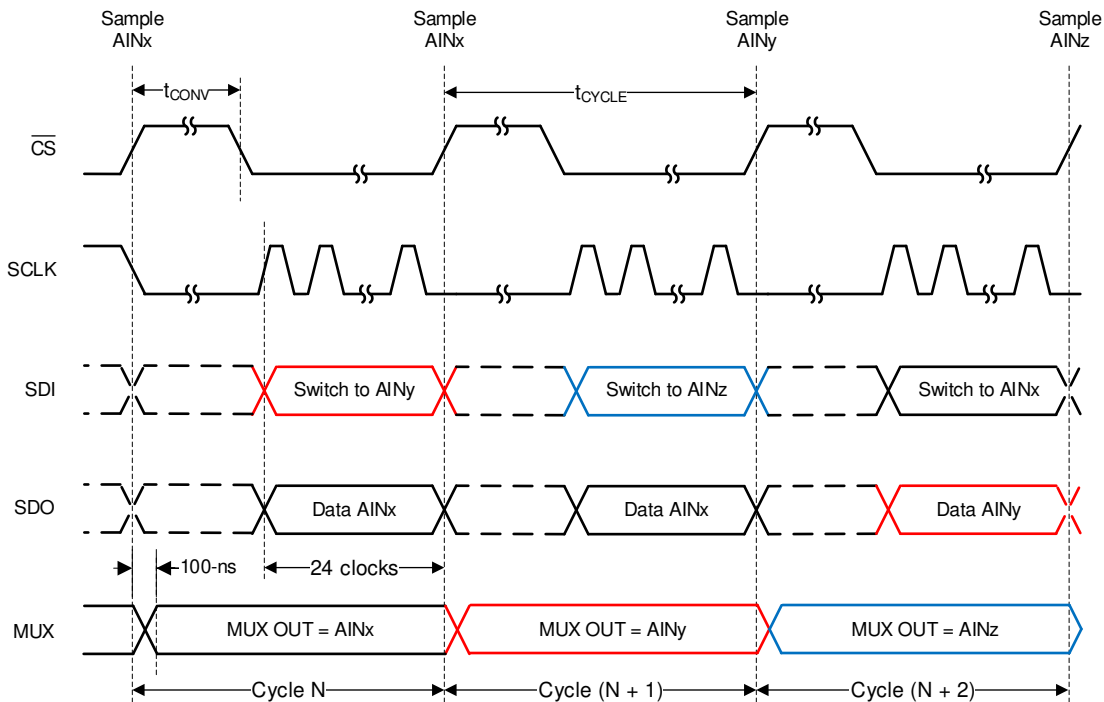 Sample
AINx
Sample
AINx
Sample
AINy
Sample
AINz
tCONV
tCYCLE
CS
SCLK
SDI
Switch to AINy
Switch to AINz
Switch to AINx
SDO
Data AINx
Data AINx
Data AINy
100-ns
24 clocks
MUX
MUX OUT = AINx
MUX OUT = AINy
MUX OUT = AINz
Cycle N
Cycle (N + 1)
Cycle (N + 2)